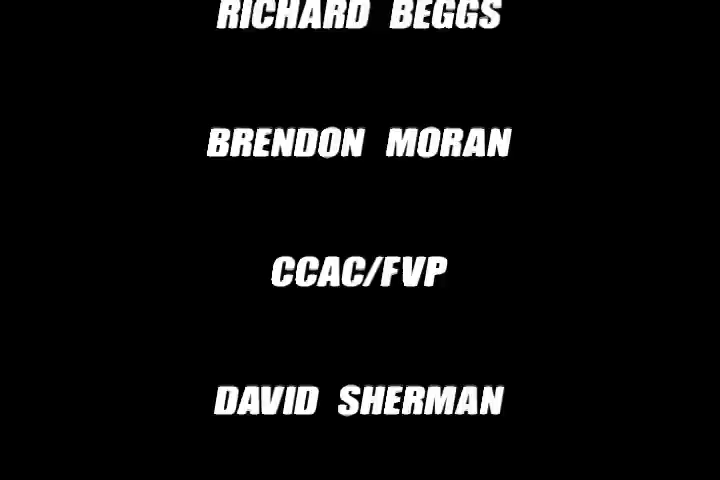 RICHARD BEGGS
BRENDON MORAN
CCAC/FVP
DAVID SHERMAN